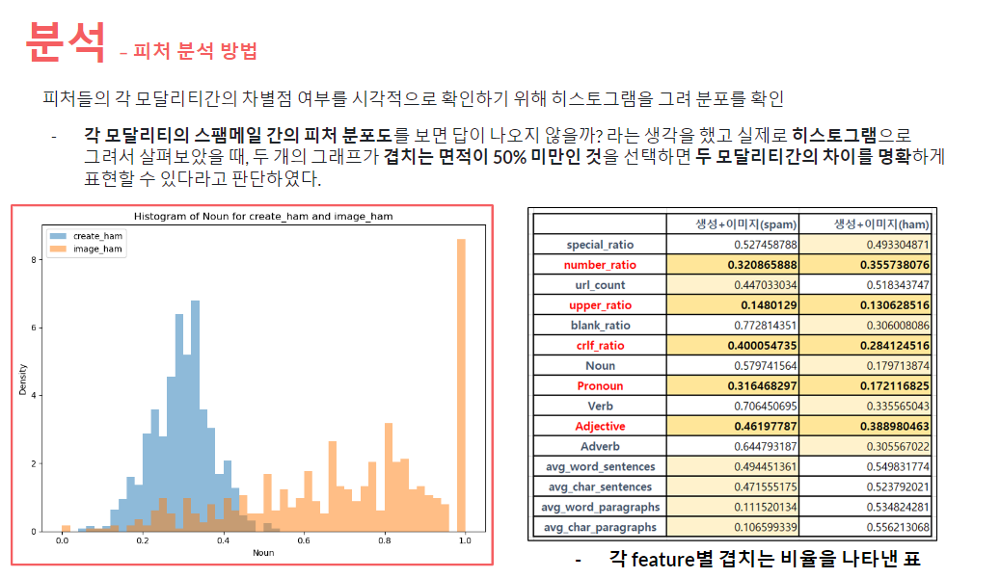 분석 – 피처 분석 방법
피처들의 각 모달리티간의 차별점 여부를 시각적으로 확인하기 위해 히스토그램을 그려 분포를 확인
- 각 모달리티의 스팸메일 간의 피처 분포도를 보면 답이 나오지 않을까? 라는 생각을 했고 실제로 히스토그램으로
그려서 살펴보았을 때, 두 개의 그래프가 겹치는 면적이 50% 미만인 것을 선택하면 두 모달리티간의 차이를 명확하게
표현할 수 있다라고 판단하였다.
Histogram of Noun for create_ham and image_ham
create_ham
image_ham
Density
8
6
4
2
0
0.0 0.2 0.4 0.6 0.8 1.0
Noun
생성+이미지(spam) 생성+이미지(ham)
special_ratio 0.527458788 0.493304871
number_ratio 0.320865888 0.355738076
url_count 0.447033034 0.518343747
upper_ratio 0.1480129 0.130628516
blank_ratio 0.772814351 0.306008086
crlf_ratio 0.400054735 0.284124516
Noun 0.579741564 0.179713874
Pronoun 0.316468297 0.172116825
Verb 0.706450695 0.335565043
Adjective 0.46197787 0.388980463
Adverb 0.644793187 0.305567022
avg_word_sentences 0.494451361 0.549831774
avg_char_sentences 0.471555175 0.523792021
avg_word_paragraphs 0.111520134 0.534824281
avg_char_paragraphs 0.106599339 0.556213068
- 각 feature별 겹치는 비율을 나타낸 표